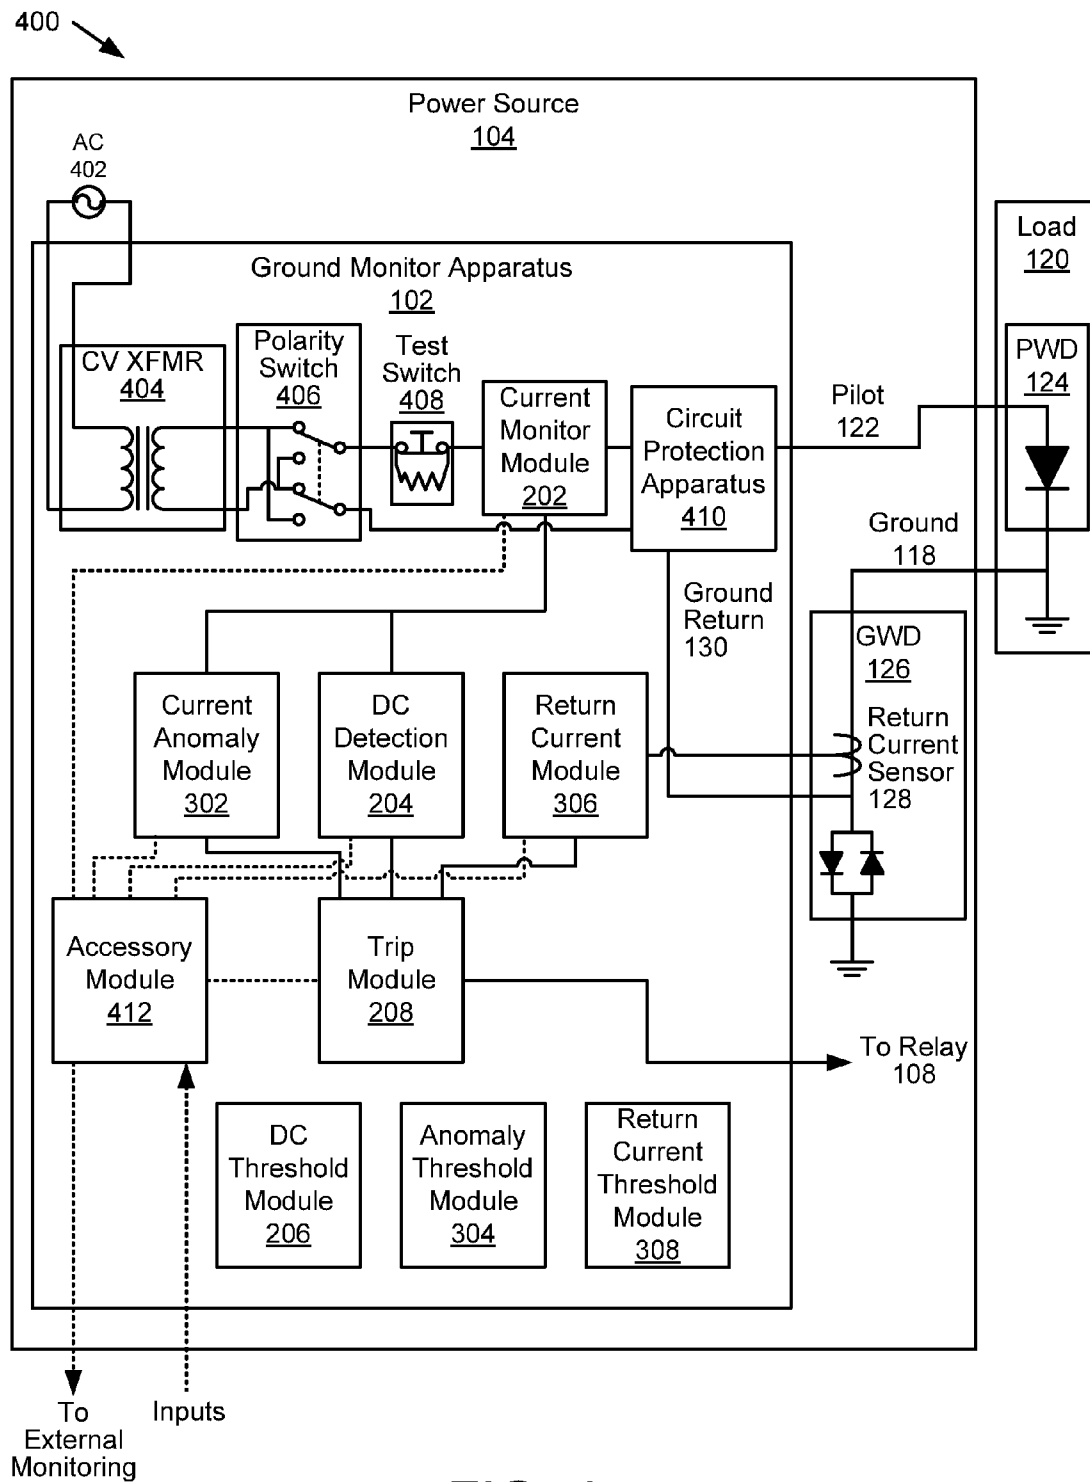 400
Power Source
104
AC
402
Load
120
Ground Monitor Apparatus
102
CV XFMR
404
Polarity
Switch
406
Test
Switch
408
Current
Monitor
Module
202
Circuit
Protection
Apparatus
410
Pilot
122
PWD
124
Ground
118
Ground
Return
130
GWD
126
Return
Current
Sensor
128
Current
Anomaly
Module
302
DC
Detection
Module
204
Return
Current
Module
306
Accessory
Module
412
Trip
Module
208
To Relay
108
DC
Threshold
Module
206
Anomaly
Threshold
Module
304
Return
Current
Threshold
Module
308
To
External
Monitoring
Inputs